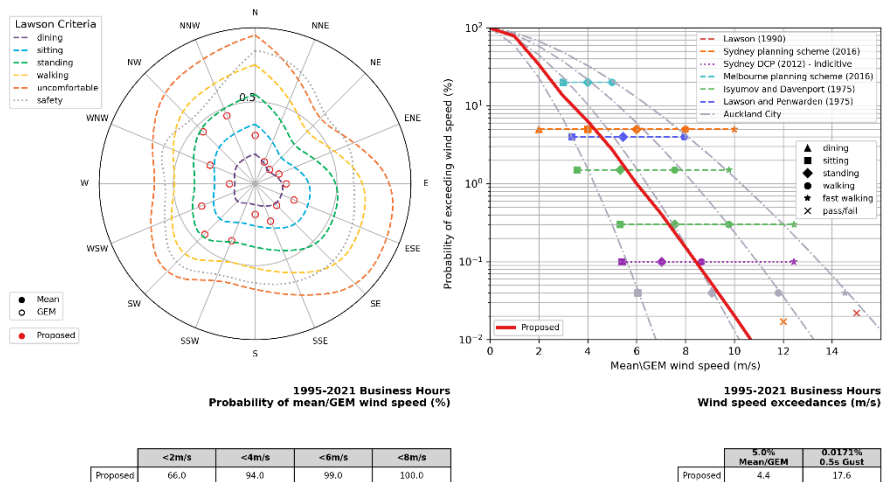 Lawson Criteria
dining
sitting
standing
walking
uncomfortable
safety
N
NNE
NE
ENE
E
ESE
SE
SSE
S
SSW
SW
WSW
W
WNW
NW
NNW
0.5
Mean
GEM
Proposed
1995-2021 Business Hours
Probability of mean/GEM wind speed (%)
<2m/s <4m/s <6m/s <8m/s
Proposed 66.0 94.0 99.0 100.0
Probability of exceeding wind speed (%)
10²
10¹
10⁰
10⁻¹
10⁻²
0 2 4 6 8 10 12 14
Mean\GEM wind speed (m/s)
Lawson (1990)
Sydney planning scheme (2016)
Sydney DCP (2012) - Indicitive
Melbourne planning scheme (2016)
Isyumov and Davenport (1975)
Lawson and Penwarden (1975)
Auckland City
dining
sitting
standing
walking
fast walking
pass/fail
Proposed
1995-2021 Business Hours
Wind speed exceedances (m/s)
5.0% 0.0171%
Mean/GEM 0.5s Gust
Proposed 4.4 17.6